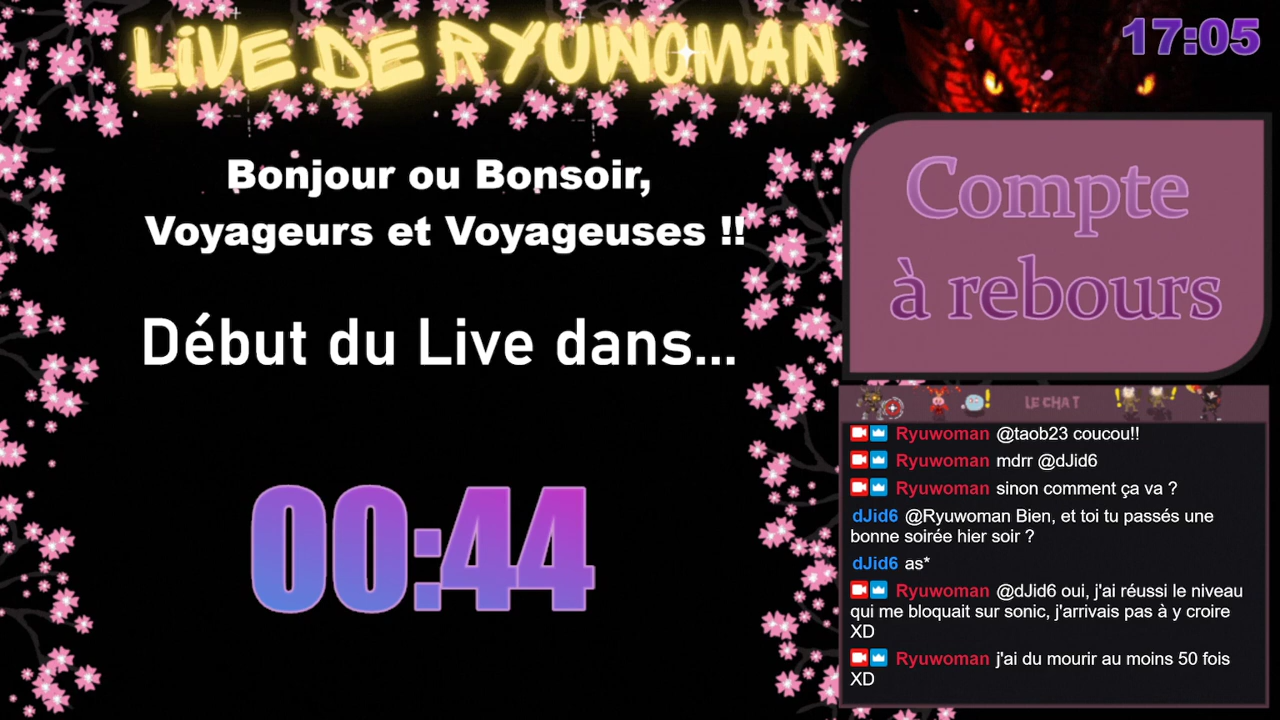 LIVE DE RYUWOMAN
17:05
Bonjour ou Bonsoir,
Voyageurs et Voyageuses !!
Début du Live dans...
00:44
Compte
à rebours
LE CHAT
Ryuwoman @taob23 coucou!!
Ryuwoman mdrr @dJid6
Ryuwoman sinon comment ça va ?
dJid6 @Ryuwoman Bien, et toi tu passés une
bonne soirée hier soir ?
dJid6 as*
Ryuwoman @dJid6 oui, j'ai réussi le niveau
qui me bloquait sur sonic, j'arrivais pas à y croire
XD
Ryuwoman j'ai du mourir au moins 50 fois
XD